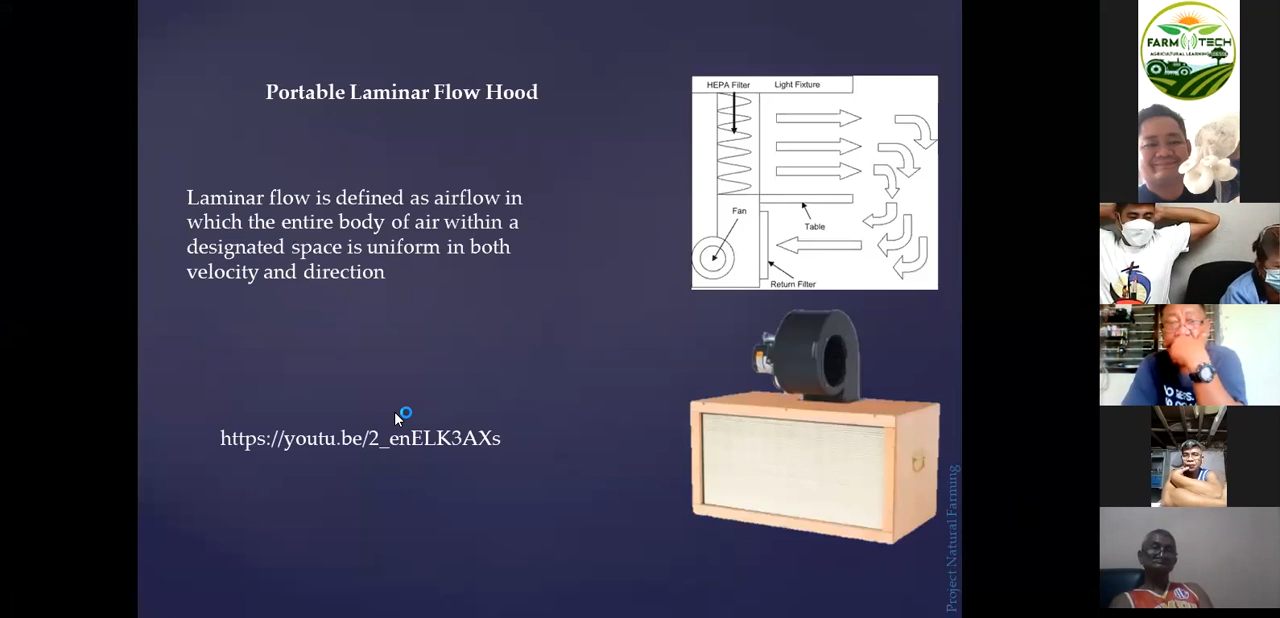 Portable Laminar Flow Hood
Laminar flow is defined as airflow in
which the entire body of air within a
designated space is uniform in both
velocity and direction
https://youtu.be/2_enELK3AXs
HEPA Filter
Light Fixture
Fan
Table
Return Filter
Project Natural Farming
FARM TECH
AGRICULTURAL LEARNING